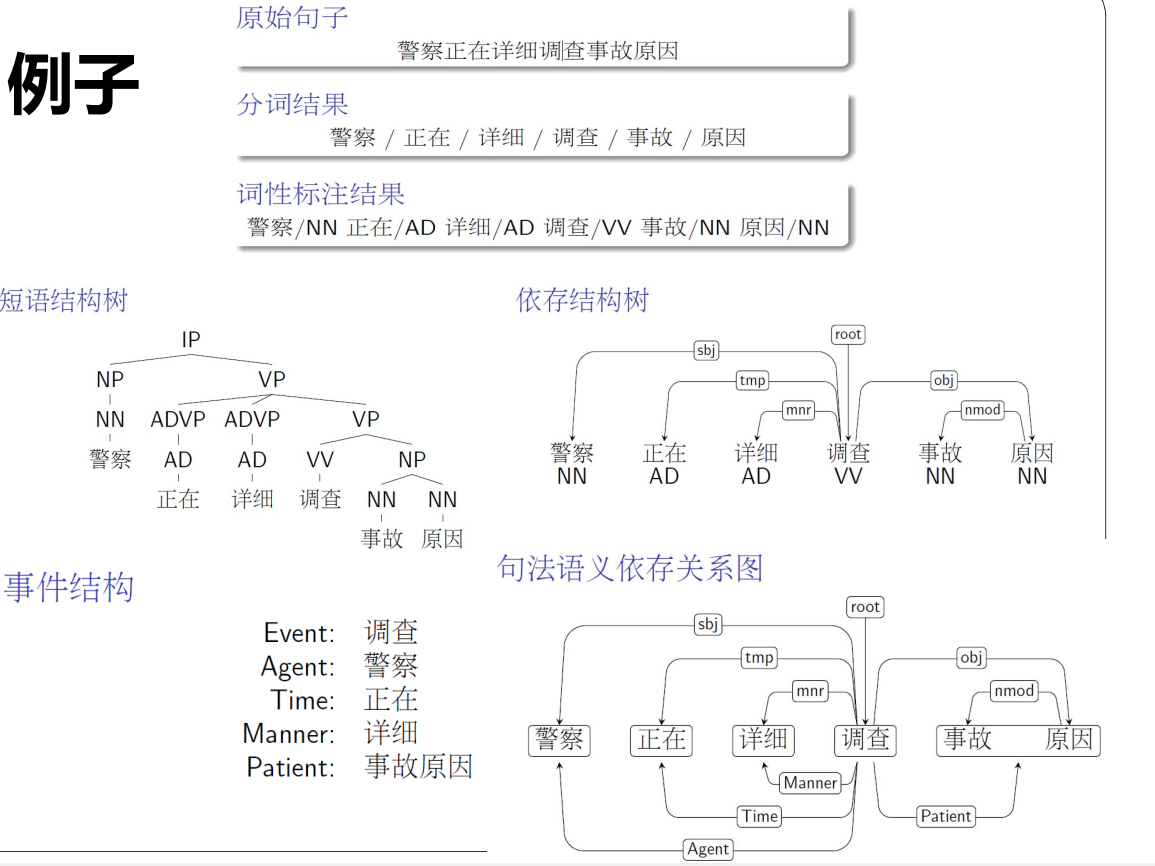 例子
原始句子
警察正在详细调查事故原因
分词结果
警察 / 正在 / 详细 / 调查 / 事故 / 原因
词性标注结果
警察/NN 正在/AD 详细/AD 调查/VV 事故/NN 原因/NN
短语结构树
IP
NP VP
NN ADVP ADVP VP
警察 AD AD VV NP
正在 详细 调查 NN NN
事故 原因
依存结构树
root
sbj
tmp obj
mnr nmod
警察 正在 详细 调查 事故 原因
NN AD AD VV NN NN
事件结构
Event: 调查
Agent: 警察
Time: 正在
Manner: 详细
Patient: 事故原因
句法语义依存关系图
root
sbj
tmp obj
mnr nmod
警察 正在 详细 调查 事故 原因
Manner
Time Patient
Agent